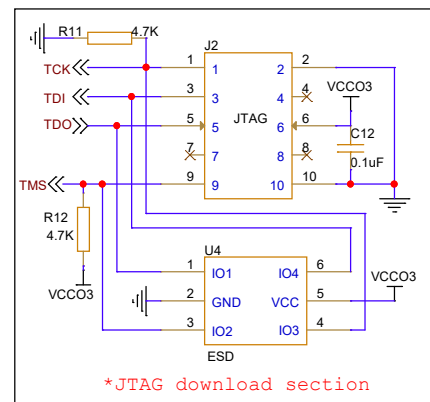 R11 4.7K
J2
TCK 1 1 2 2
VCCO3
TDI 3 3 4 4
TDO 5 5 6 6
JTAG
C12
7 7 8 8
0.1uF
TMS 9 9 10 10
R12
4.7K
U4
VCCO3
1 IO1 IO4 6
VCCO3
2 GND VCC 5
3 IO2 IO3 4
ESD
*JTAG download section